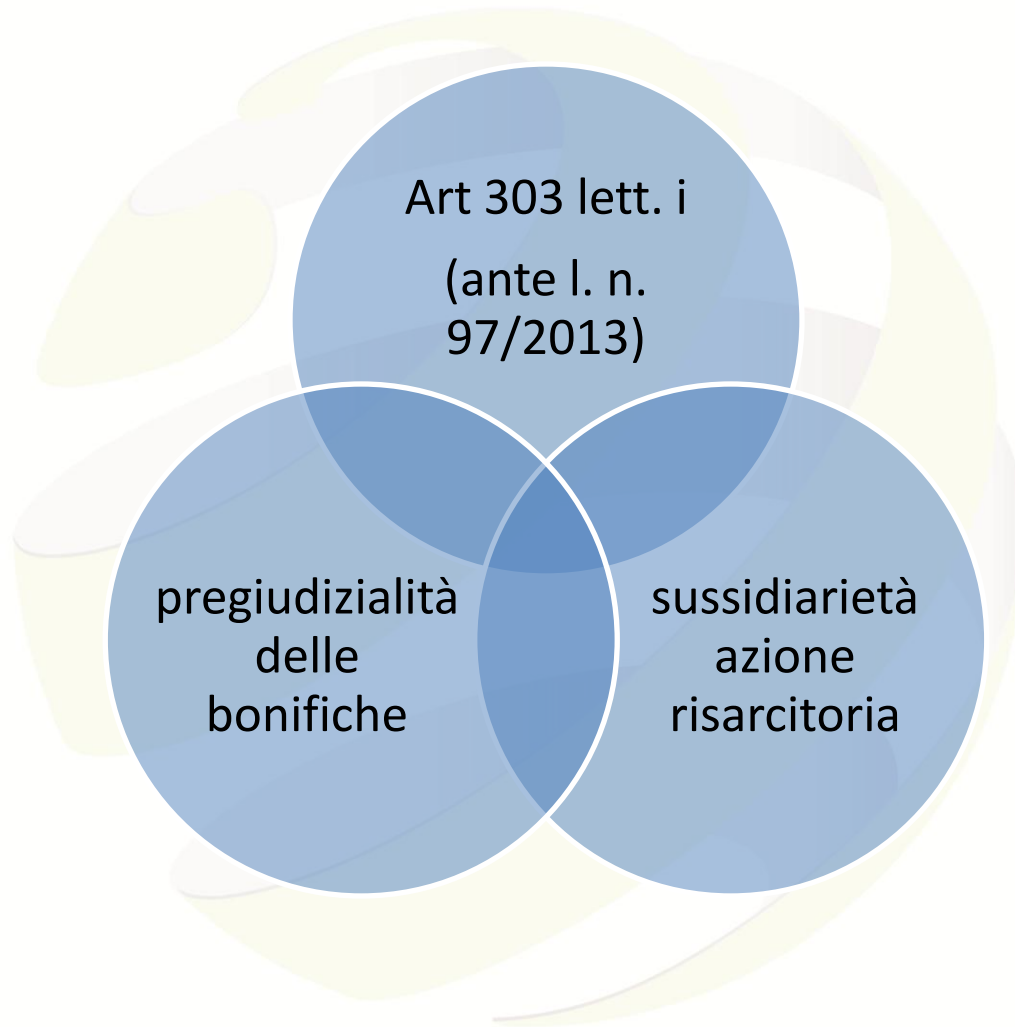 Art 303 lett. i
(ante l. n.
97/2013)
pregiudizialità
delle
bonifiche
sussidiarietà
azione
risarcitoria